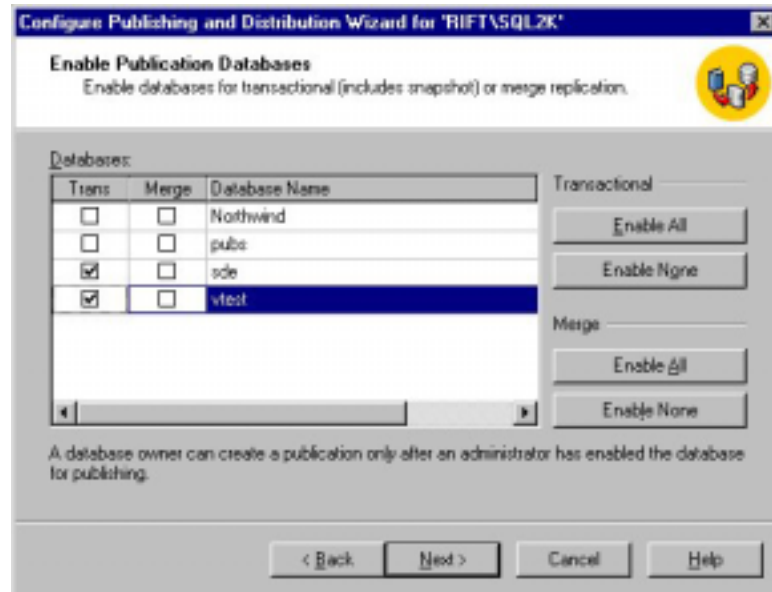 Configure Publishing and Distribution Wizard for 'RIFT\SQL2K'
Enable Publication Databases
Enable databases for transactional (includes snapshot) or merge replication.
Databases:
Trans Merge Database Name
Northwind
pubs
sde
vtest
Transactional
Enable All
Enable None
Merge
Enable All
Enable None
A database owner can create a publication only after an administrator has enabled the database
for publishing.
< Back Next > Cancel Help